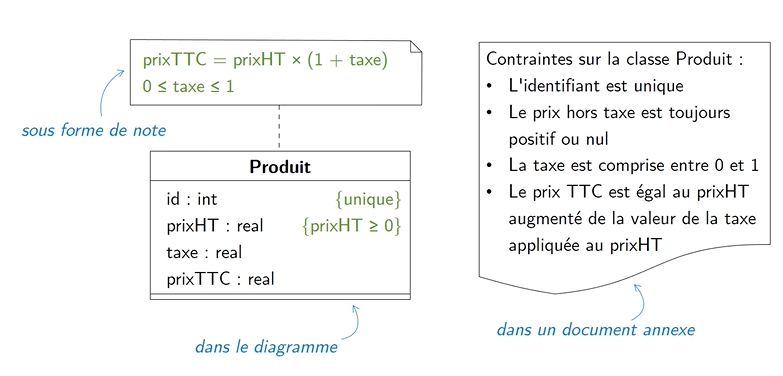 prixTTC = prixHT × (1 + taxe)
0 ≤ taxe ≤ 1
sous forme de note
Produit
id : int {unique}
prixHT : real {prixHT ≥ 0}
taxe : real
prixTTC : real
dans le diagramme
Contraintes sur la classe Produit :
• L'identifiant est unique
• Le prix hors taxe est toujours
positif ou nul
• La taxe est comprise entre 0 et 1
• Le prix TTC est égal au prixHT
augmenté de la valeur de la taxe
appliquée au prixHT
dans un document annexe